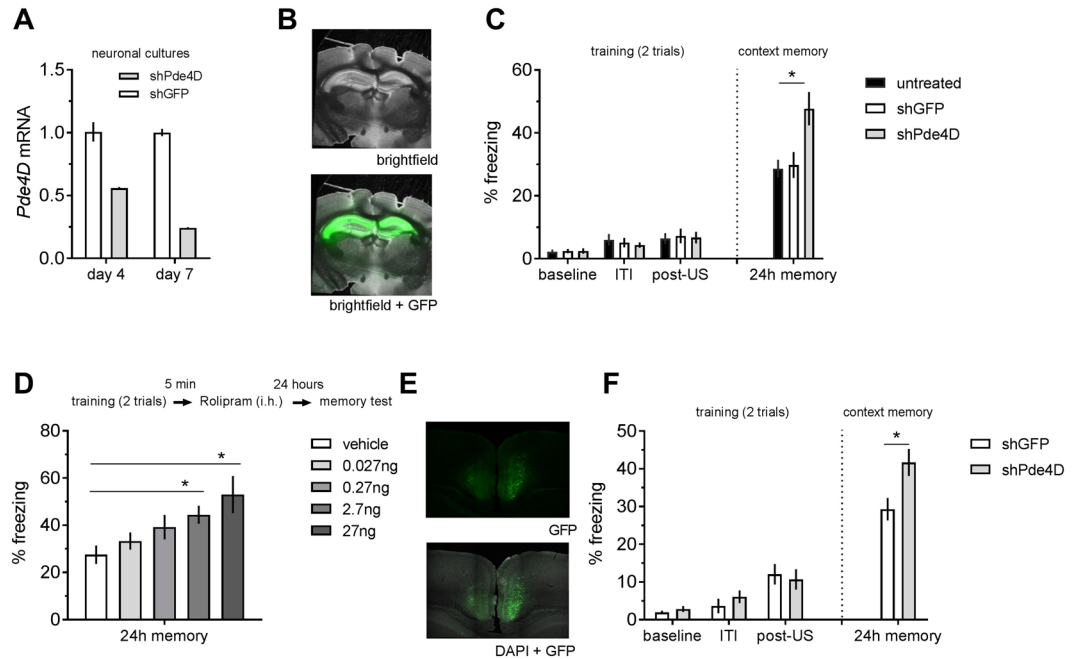 A
neuronal cultures
shPde4D
shGFP
Pde4D mRNA
1.5
1.0
0.5
0.0
day 4
day 7
B
brightfield
brightfield + GFP
C
training (2 trials)
context memory
% freezing
60
40
20
0
*
untreated
shGFP
shPde4D
baseline
ITI
post-US
24h memory
D
5 min
24 hours
training (2 trials)
Rolipram (i.h.)
memory test
% freezing
80
60
40
20
0
*
*
vehicle
0.027ng
0.27ng
2.7ng
27ng
24h memory
E
GFP
DAPI + GFP
F
training (2 trials)
context memory
% freezing
50
40
30
20
10
0
*
shGFP
shPde4D
baseline
ITI
post-US
24h memory